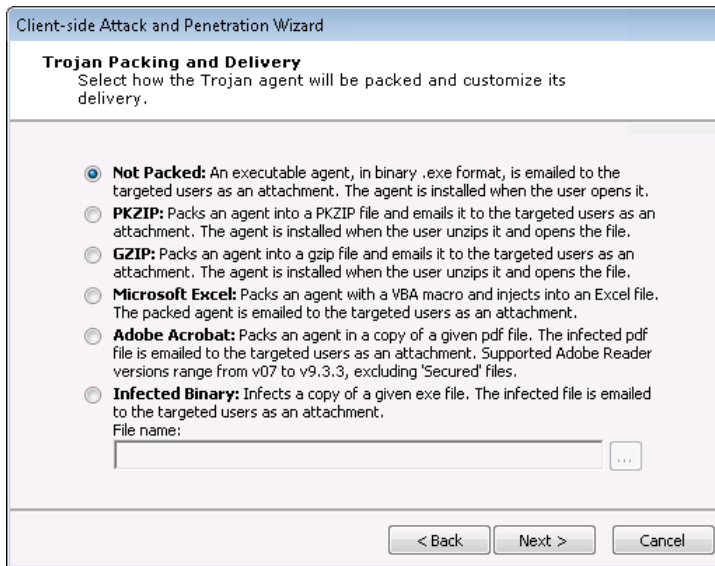 Client-side Attack and Penetration Wizard
Trojan Packing and Delivery
Select how the Trojan agent will be packed and customize its
delivery.
Not Packed: An executable agent, in binary .exe format, is emailed to the
targeted users as an attachment. The agent is installed when the user opens it.
PKZIP: Packs an agent into a PKZIP file and emails it to the targeted users as an
attachment. The agent is installed when the user unzips it and opens the file.
GZIP: Packs an agent into a gzip file and emails it to the targeted users as an
attachment. The agent is installed when the user unzips it and opens the file.
Microsoft Excel: Packs an agent with a VBA macro and injects into an Excel file.
The packed agent is emailed to the targeted users as an attachment.
Adobe Acrobat: Packs an agent in a copy of a given pdf file. The infected pdf
file is emailed to the targeted users as an attachment. Supported Adobe Reader
versions range from v07 to v9.3.3, excluding 'Secured' files.
Infected Binary: Infects a copy of a given exe file. The infected file is emailed
to the targeted users as an attachment.
File name:
...
< Back Next > Cancel